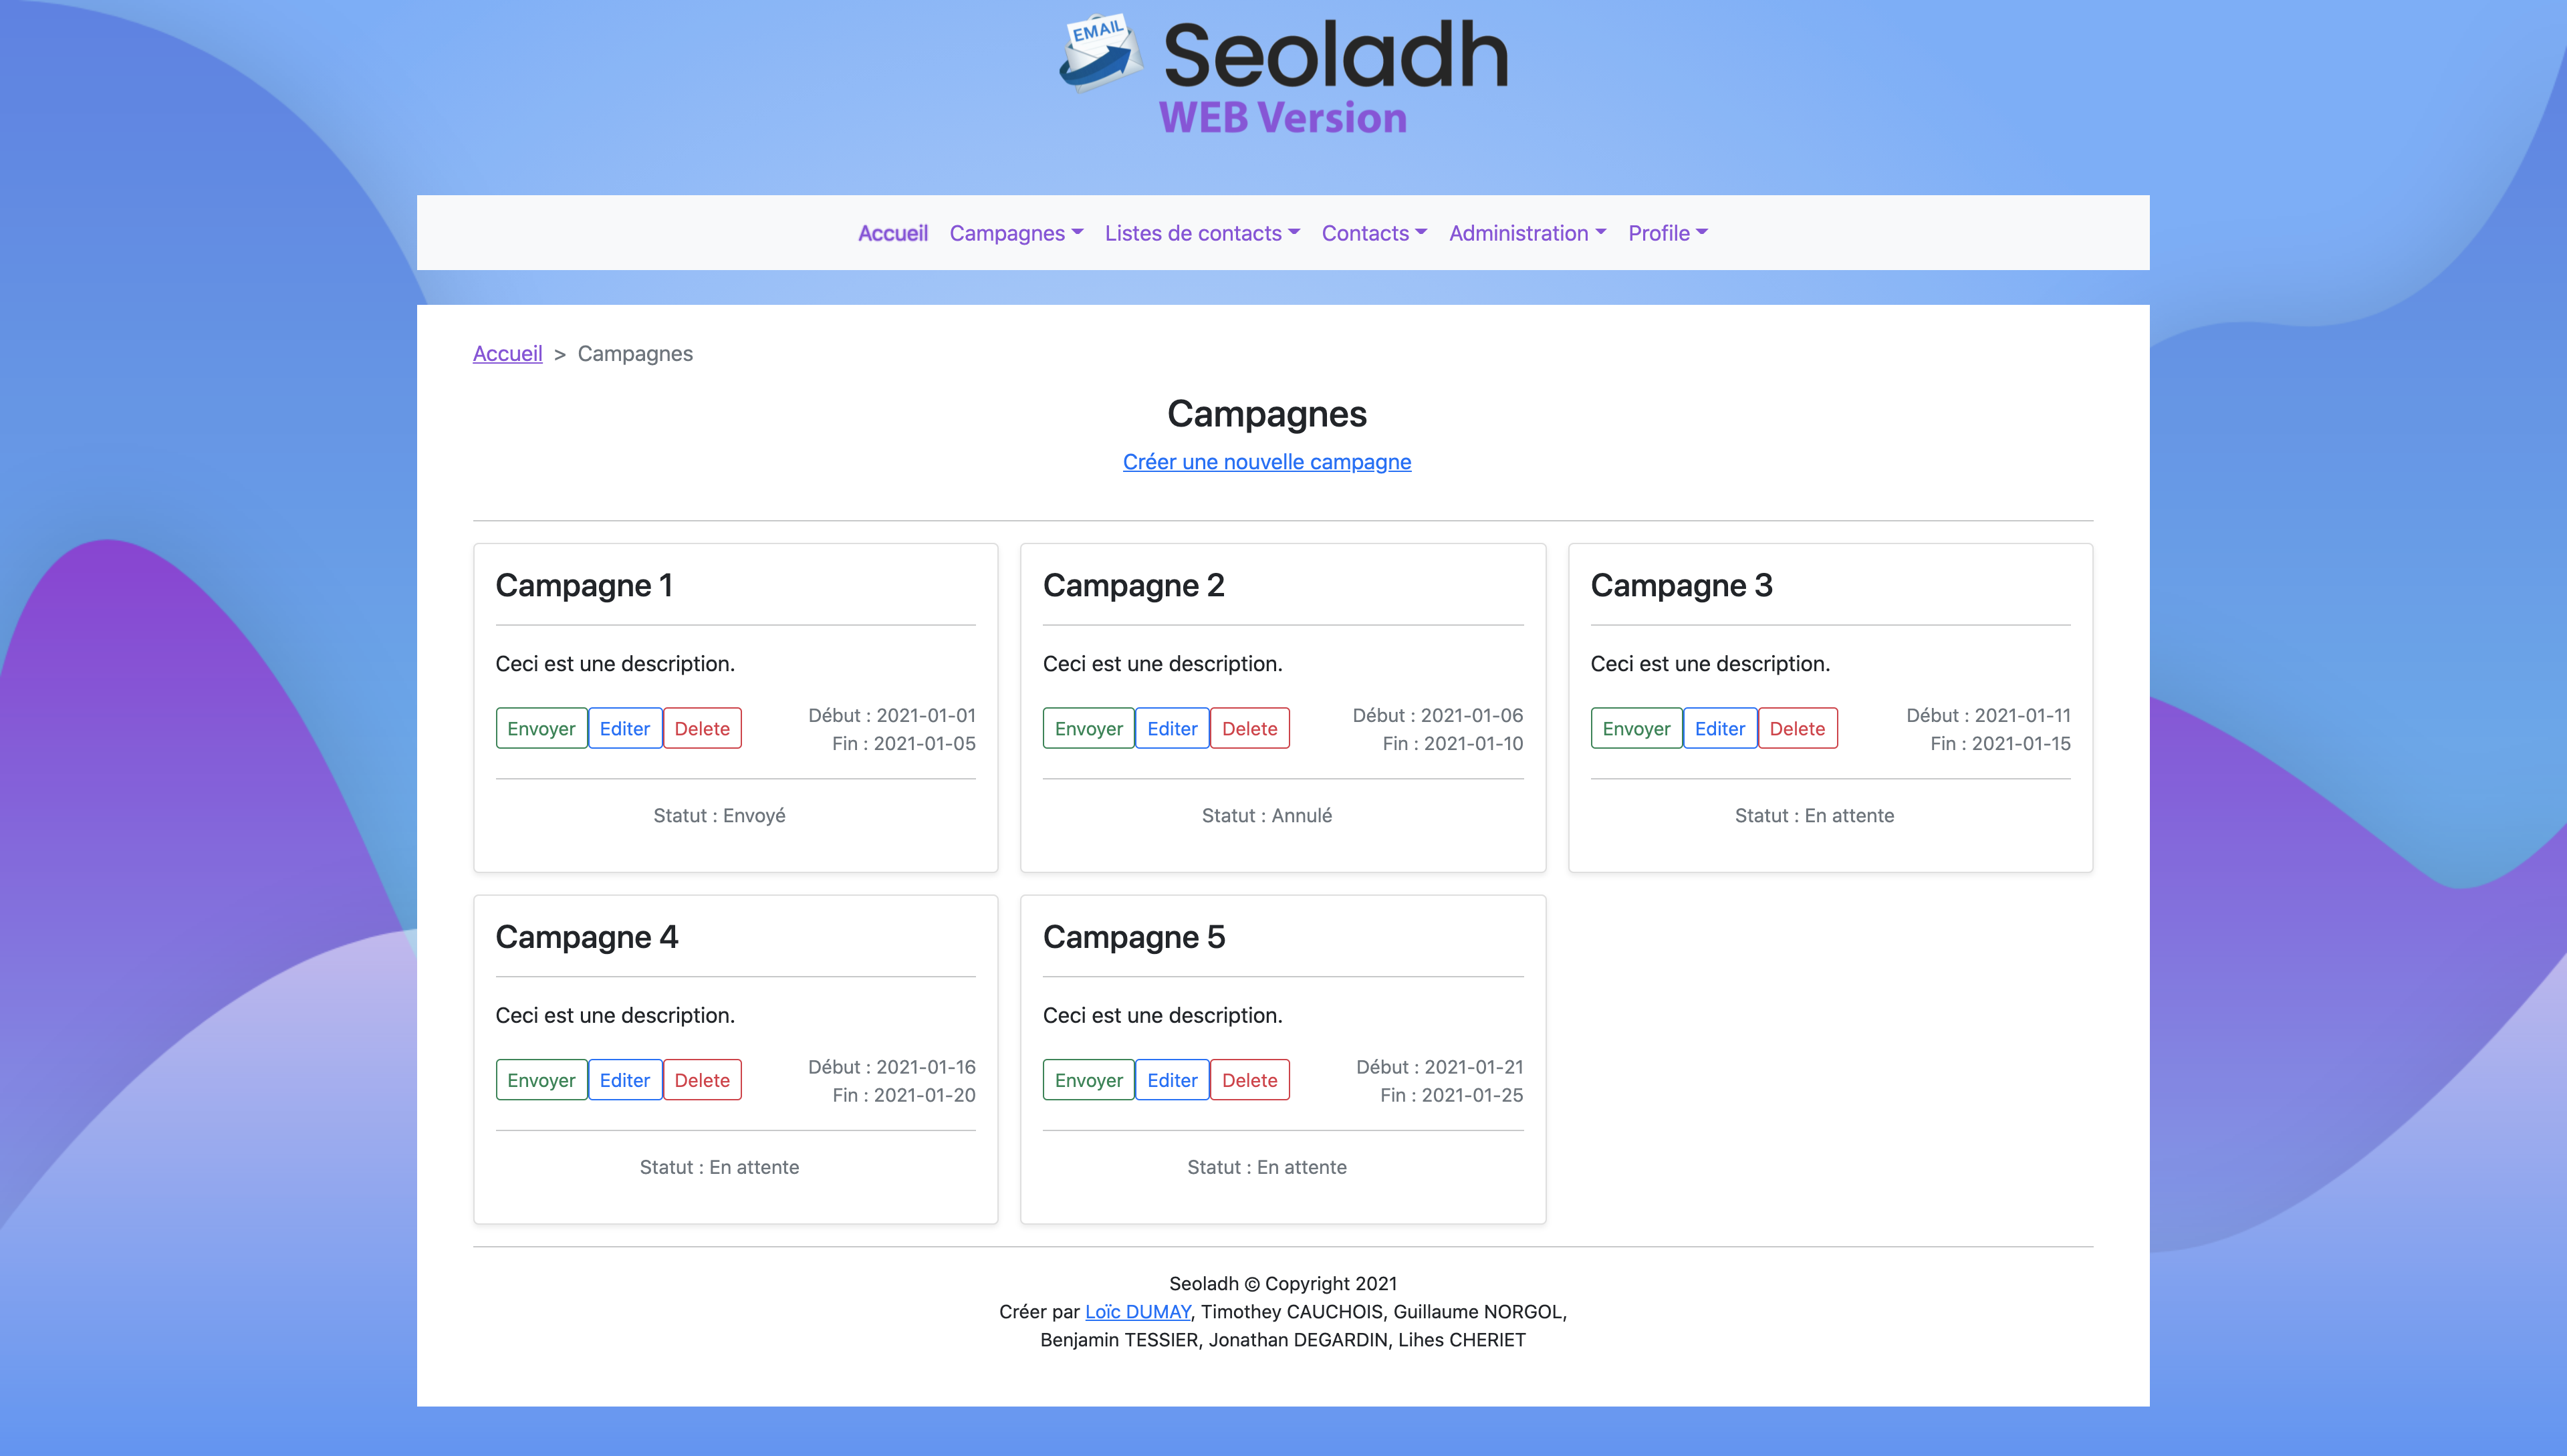 EMAIL
Seoladh
WEB Version
Accueil Campagnes Listes de contacts Contacts Administration Profile
Accueil > Campagnes
Campagnes
Créer une nouvelle campagne
Campagne 1
Ceci est une description.
Envoyer Editer Delete
Début : 2021-01-01
Fin : 2021-01-05
Statut : Envoyé
Campagne 2
Ceci est une description.
Envoyer Editer Delete
Début : 2021-01-06
Fin : 2021-01-10
Statut : Annulé
Campagne 3
Ceci est une description.
Envoyer Editer Delete
Début : 2021-01-11
Fin : 2021-01-15
Statut : En attente
Campagne 4
Ceci est une description.
Envoyer Editer Delete
Début : 2021-01-16
Fin : 2021-01-20
Statut : En attente
Campagne 5
Ceci est une description.
Envoyer Editer Delete
Début : 2021-01-21
Fin : 2021-01-25
Statut : En attente
Seoladh © Copyright 2021
Créer par Loïc DUMAY, Timothey CAUCHOIS, Guillaume NORGOL,
Benjamin TESSIER, Jonathan DEGARDIN, Lihes CHERIET